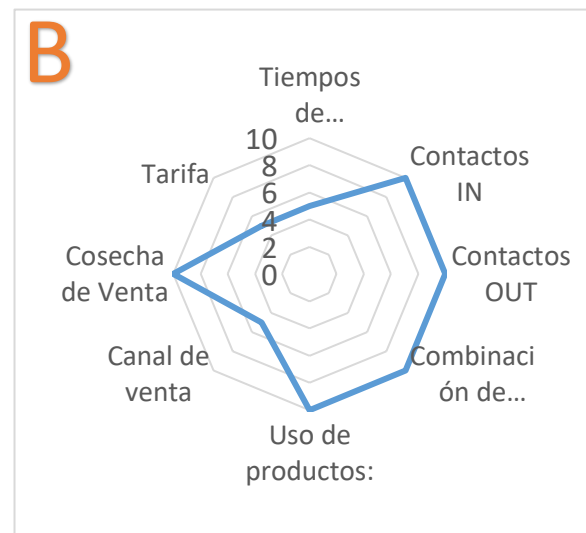 B
Tiempos
de...
Contactos
IN
Contactos
OUT
Combinaci
ón de...
Uso de
productos:
Canal de
venta
Cosecha
de Venta
Tarifa
10
8
6
4
2
0